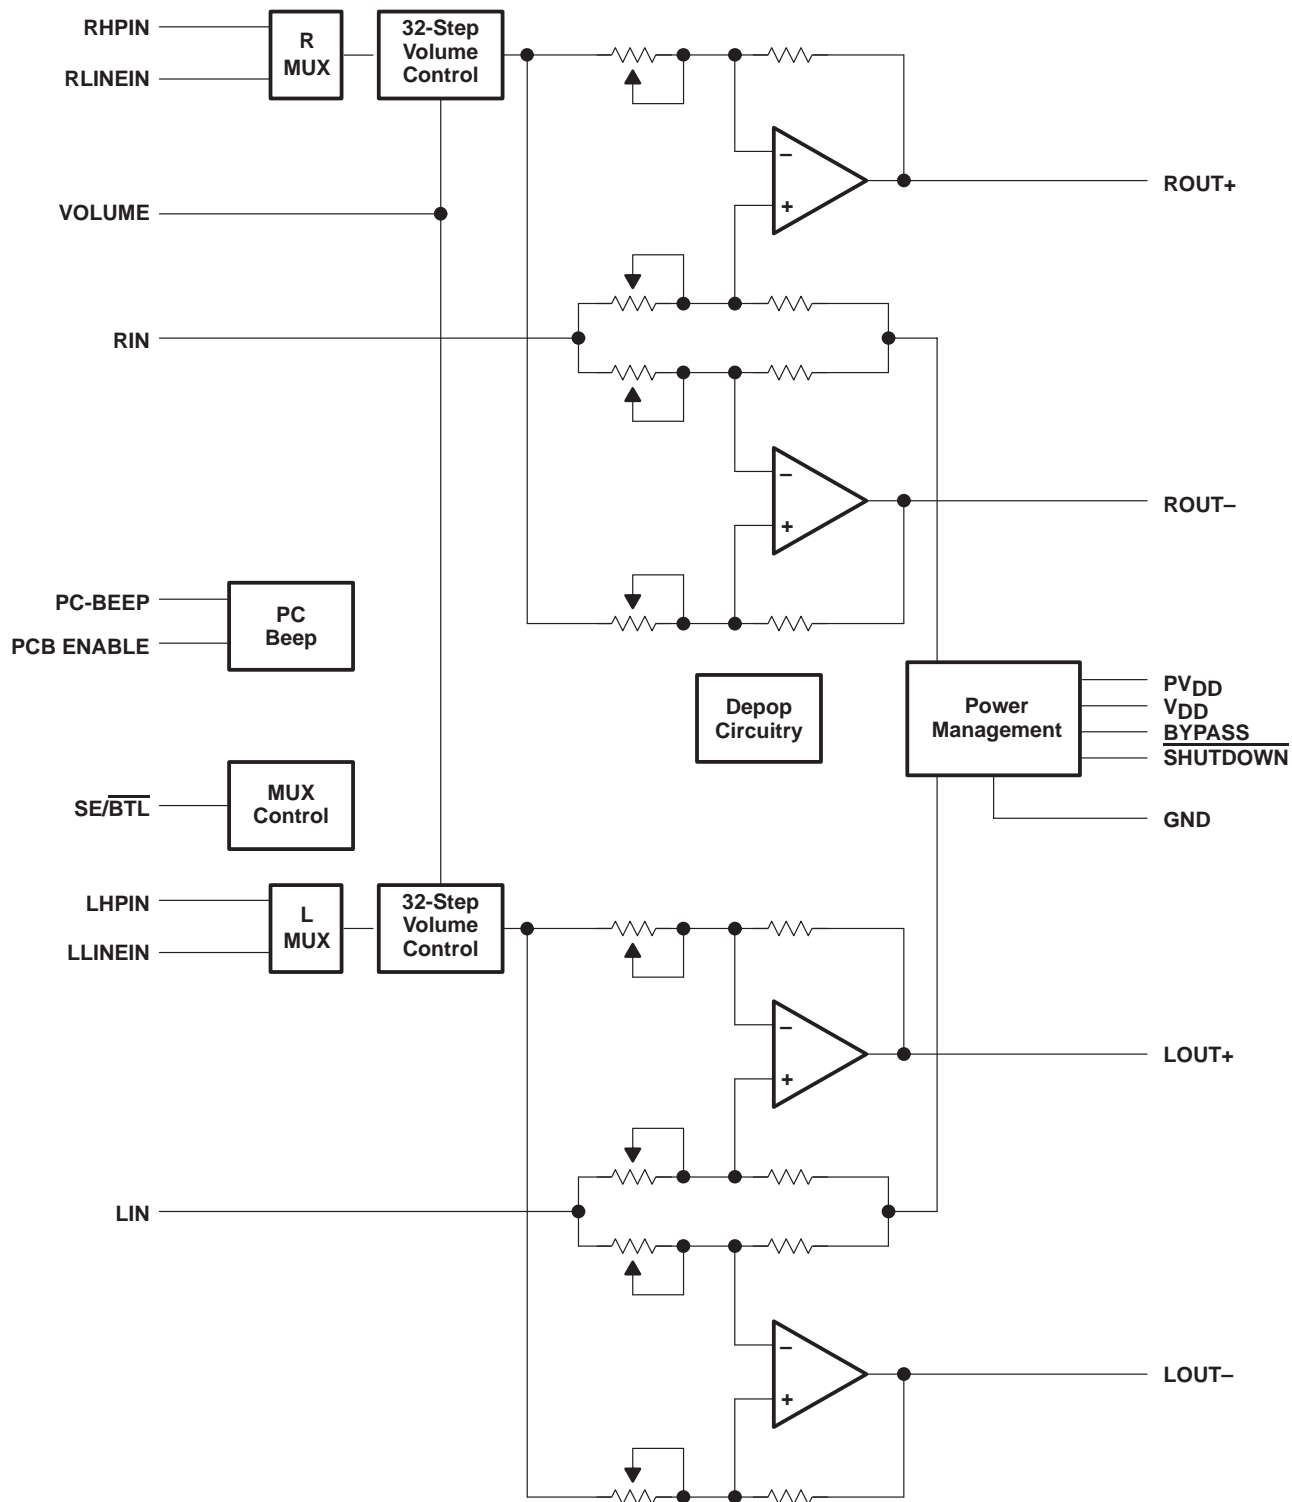 RHPIN
RLINEIN
R
MUX
32-Step
Volume
Control
–
+
ROUT+
VOLUME
RIN
–
+
ROUT–
PC-BEEP
PCB ENABLE
PC
Beep
Depop
Circuitry
Power
Management
PVDD
VDD
BYPASS
SHUTDOWN
GND
SE/BTL
MUX
Control
LHPIN
LLINEIN
L
MUX
32-Step
Volume
Control
–
+
LOUT+
LIN
–
+
LOUT–